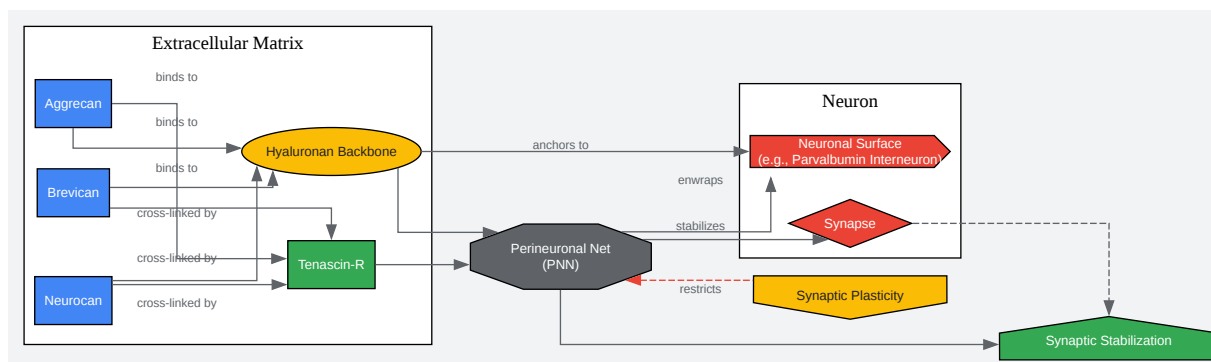 Extracellular Matrix
binds to
Aggrecan
binds to
Hyaluronan Backbone
binds to
Brevican
cross-linked by
cross-linked by
Tenascin-R
Neurocan
cross-linked by
anchors to
enwraps
stabilizes
Perineuronal Net
(PNN)
restricts
Neuron
Neuronal Surface
(e.g., Parvalbumin Interneuron)
Synapse
Synaptic Plasticity
Synaptic Stabilization